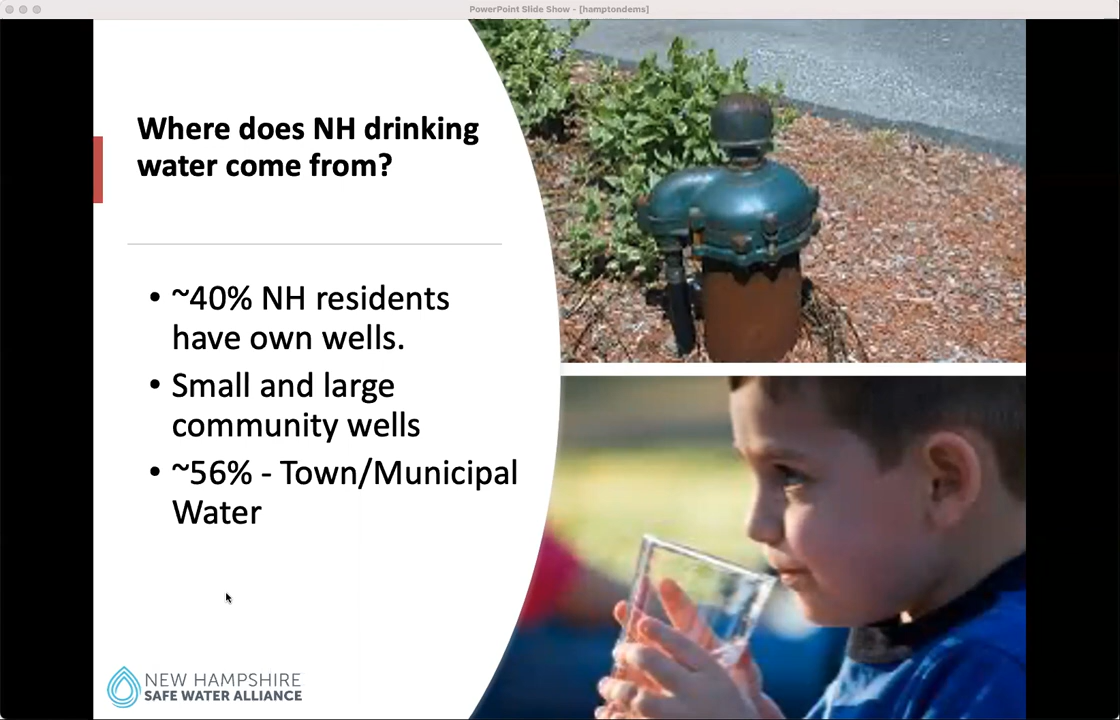 PowerPoint Slide Show - [hamptondems]
Where does NH drinking
water come from?
• ~40% NH residents
have own wells.
• Small and large
community wells
• ~56% - Town/Municipal
Water
NEW HAMPSHIRE
SAFE WATER ALLIANCE